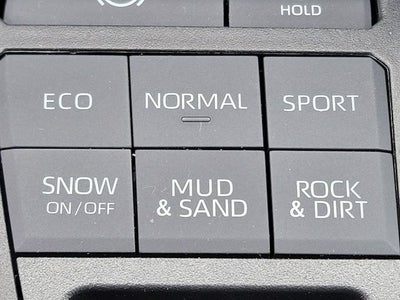 HOLD
ECO
NORMAL
SPORT
SNOW
ON/OFF
MUD
& SAND
ROCK
& DIRT